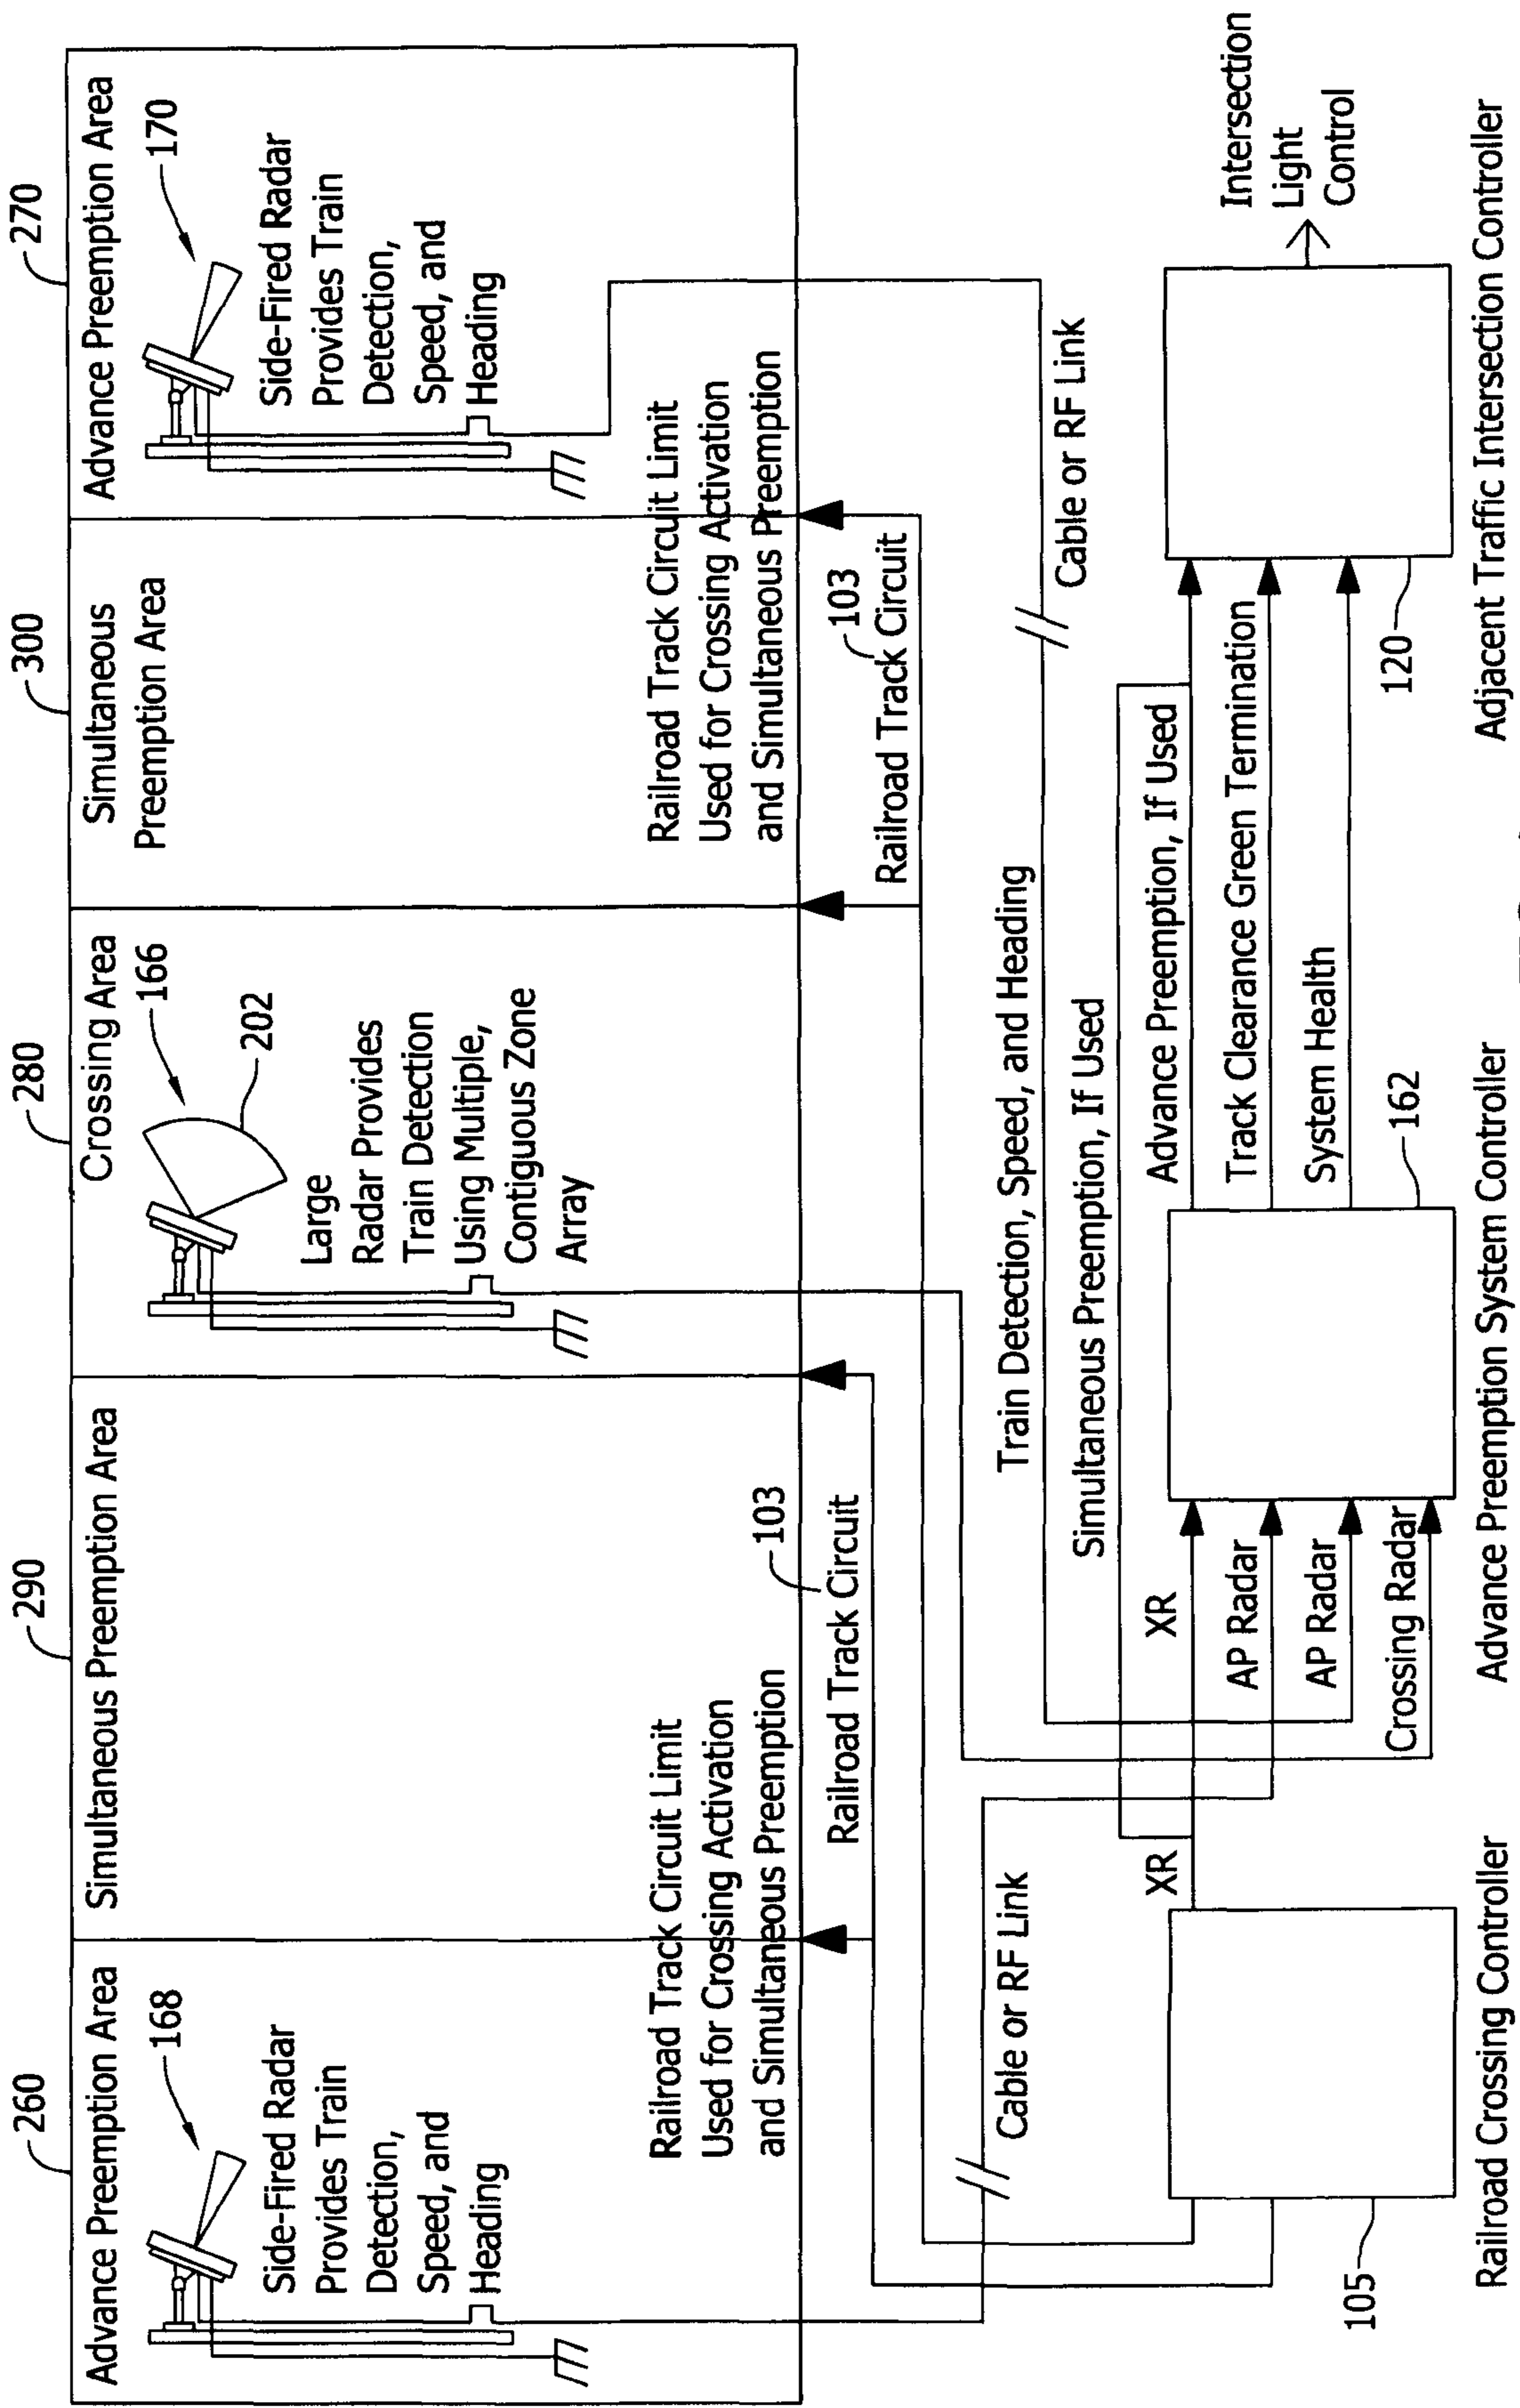 260
290
280
300
270
Advance Preemption Area
168
Side-Fired Radar
Provides Train
Detection,
Speed, and
Heading
Simultaneous Preemption Area
Crossing Area
166
202
Large
Radar Provides
Train Detection
Using Multiple,
Contiguous Zone
Array
Simultaneous
Preemption Area
Advance Preemption Area
170
Side-Fired Radar
Provides Train
Detection,
Speed, and
Heading
Railroad Track Circuit Limit
Used for Crossing Activation
and Simultaneous Preemption
103
Railroad Track Circuit
Railroad Track Circuit Limit
Used for Crossing Activation
and Simultaneous Preemption
103
Railroad Track Circuit
Cable or RF Link
Train Detection, Speed, and Heading
Cable or RF Link
Simultaneous Preemption, If Used
XR
XR
AP Radar
AP Radar
Crossing Radar
Advance Preemption, If Used
Track Clearance Green Termination
System Health
Intersection
Light
Control
105
162
120
Railroad Crossing Controller
Advance Preemption System Controller
Adjacent Traffic Intersection Controller